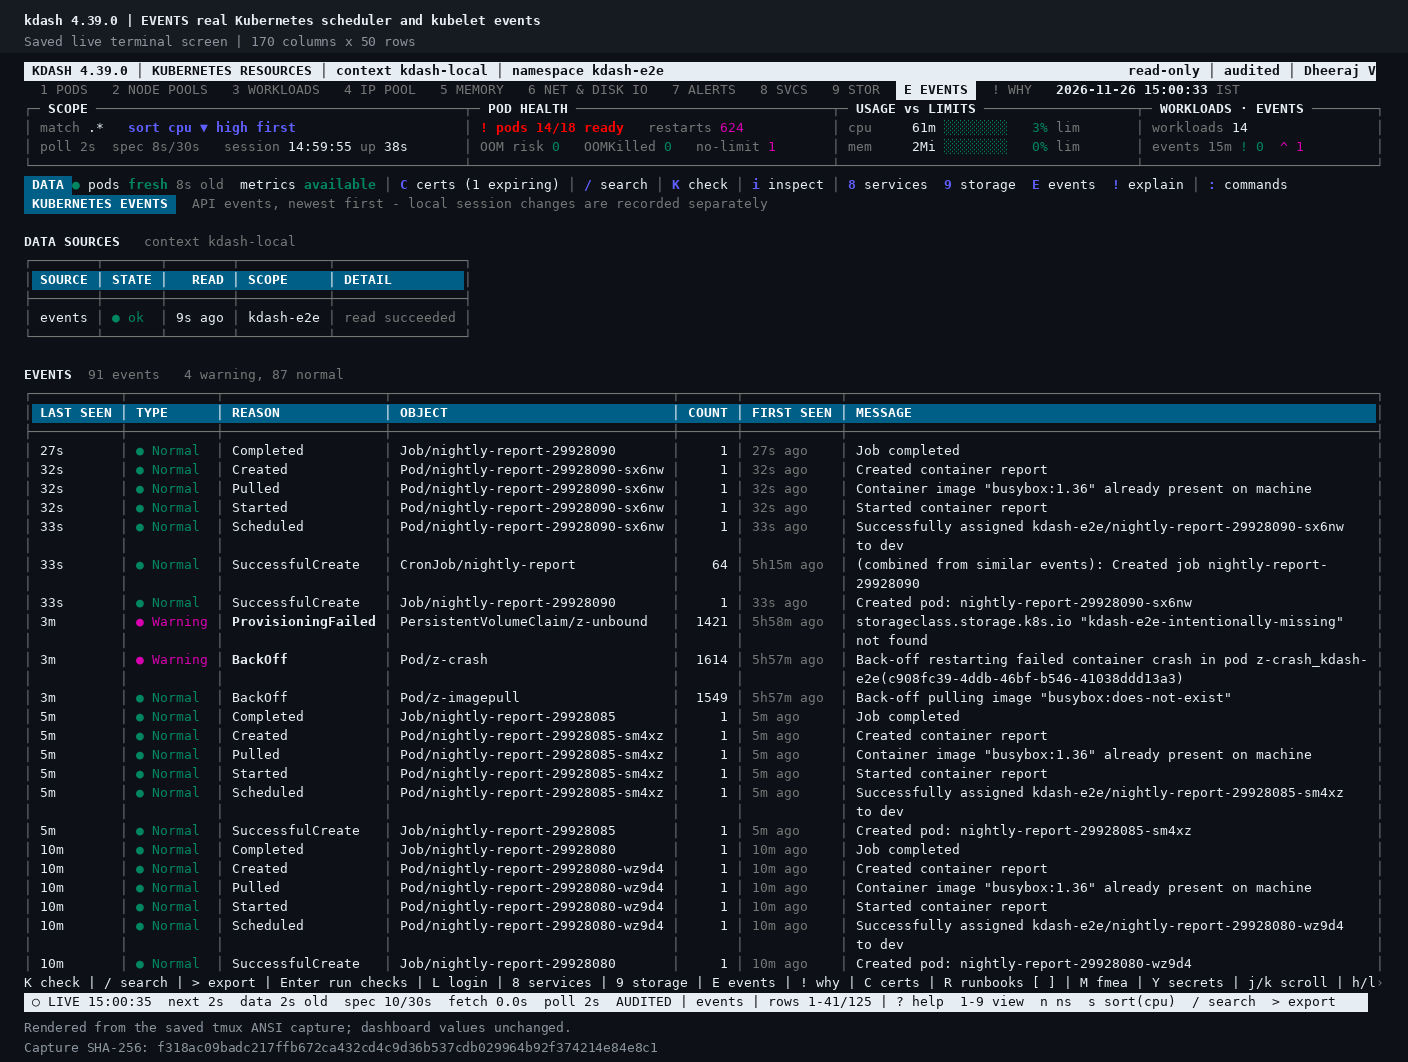 kdash 4.39.0 | EVENTS real Kubernetes scheduler and kubelet events
Saved live terminal screen | 170 columns x 50 rows
KDASH 4.39.0 │ KUBERNETES RESOURCES │ context kdash-local │ namespace kdash-e2e read-only │ audited │ Dheeraj V
1 PODS 2 NODE POOLS 3 WORKLOADS 4 IP POOL 5 MEMORY 6 NET & DISK IO 7 ALERTS 8 SVCS 9 STOR E EVENTS ! WHY 2026-11-26 15:00:33 IST
SCOPE POD HEALTH USAGE vs LIMITS WORKLOADS · EVENTS
match .* sort cpu ▼ high first │ ! pods 14/18 ready restarts 624 │ cpu 61m 3% lim │ workloads 14
poll 2s spec 8s/30s session 14:59:55 up 38s │ OOM risk 0 OOMKilled 0 no-limit 1 │ mem 2Mi 0% lim │ events 15m ! 0 ^ 1
DATA ● pods fresh 8s old metrics available │ C certs (1 expiring) │ / search │ K check │ i inspect │ 8 services 9 storage E events ! explain │ : commands
KUBERNETES EVENTS API events, newest first - local session changes are recorded separately
DATA SOURCES context kdash-local
SOURCE │ STATE │ READ │ SCOPE │ DETAIL
events │ ● ok │ 9s ago │ kdash-e2e │ read succeeded
EVENTS 91 events 4 warning, 87 normal
LAST SEEN │ TYPE │ REASON │ OBJECT │ COUNT │ FIRST SEEN │ MESSAGE
27s │ ● Normal │ Completed │ Job/nightly-report-29928090 │ 1 │ 27s ago │ Job completed
32s │ ● Normal │ Created │ Pod/nightly-report-29928090-sx6nw │ 1 │ 32s ago │ Created container report
32s │ ● Normal │ Pulled │ Pod/nightly-report-29928090-sx6nw │ 1 │ 32s ago │ Container image "busybox:1.36" already present on machine
32s │ ● Normal │ Started │ Pod/nightly-report-29928090-sx6nw │ 1 │ 32s ago │ Started container report
33s │ ● Normal │ Scheduled │ Pod/nightly-report-29928090-sx6nw │ 1 │ 33s ago │ Successfully assigned kdash-e2e/nightly-report-29928090-sx6nw
to dev
33s │ ● Normal │ SuccessfulCreate │ CronJob/nightly-report │ 64 │ 5h15m ago │ (combined from similar events): Created job nightly-report-
29928090
33s │ ● Normal │ SuccessfulCreate │ Job/nightly-report-29928090 │ 1 │ 33s ago │ Created pod: nightly-report-29928090-sx6nw
3m │ ● Warning │ ProvisioningFailed │ PersistentVolumeClaim/z-unbound │ 1421 │ 5h58m ago │ storageclass.storage.k8s.io "kdash-e2e-intentionally-missing"
not found
3m │ ● Warning │ BackOff │ Pod/z-crash │ 1614 │ 5h57m ago │ Back-off restarting failed container crash in pod z-crash_kdash-
e2e(c908fc39-4ddb-46bf-b546-41038ddd13a3)
3m │ ● Normal │ BackOff │ Pod/z-imagepull │ 1549 │ 5h57m ago │ Back-off pulling image "busybox:does-not-exist"
5m │ ● Normal │ Completed │ Job/nightly-report-29928085 │ 1 │ 5m ago │ Job completed
5m │ ● Normal │ Created │ Pod/nightly-report-29928085-sm4xz │ 1 │ 5m ago │ Created container report
5m │ ● Normal │ Pulled │ Pod/nightly-report-29928085-sm4xz │ 1 │ 5m ago │ Container image "busybox:1.36" already present on machine
5m │ ● Normal │ Started │ Pod/nightly-report-29928085-sm4xz │ 1 │ 5m ago │ Started container report
5m │ ● Normal │ Scheduled │ Pod/nightly-report-29928085-sm4xz │ 1 │ 5m ago │ Successfully assigned kdash-e2e/nightly-report-29928085-sm4xz
to dev
5m │ ● Normal │ SuccessfulCreate │ Job/nightly-report-29928085 │ 1 │ 5m ago │ Created pod: nightly-report-29928085-sm4xz
10m │ ● Normal │ Completed │ Job/nightly-report-29928080 │ 1 │ 10m ago │ Job completed
10m │ ● Normal │ Created │ Pod/nightly-report-29928080-wz9d4 │ 1 │ 10m ago │ Created container report
10m │ ● Normal │ Pulled │ Pod/nightly-report-29928080-wz9d4 │ 1 │ 10m ago │ Container image "busybox:1.36" already present on machine
10m │ ● Normal │ Started │ Pod/nightly-report-29928080-wz9d4 │ 1 │ 10m ago │ Started container report
10m │ ● Normal │ Scheduled │ Pod/nightly-report-29928080-wz9d4 │ 1 │ 10m ago │ Successfully assigned kdash-e2e/nightly-report-29928080-wz9d4
to dev
10m │ ● Normal │ SuccessfulCreate │ Job/nightly-report-29928080 │ 1 │ 10m ago │ Created pod: nightly-report-29928080-wz9d4
K check | / search | > export | Enter run checks | L login | 8 services | 9 storage | E events | ! why | C certs | R runbooks [ ] | M fmea | Y secrets | j/k scroll | h/l›
○ LIVE 15:00:35 next 2s data 2s old spec 10/30s fetch 0.0s poll 2s AUDITED | events | rows 1-41/125 | ? help 1-9 view n ns s sort(cpu) / search > export
Rendered from the saved tmux ANSI capture; dashboard values unchanged.
Capture SHA-256: f318ac09badc217ffb672ca432cd4c9d36b537cdb029964b92f374214e84e8c1